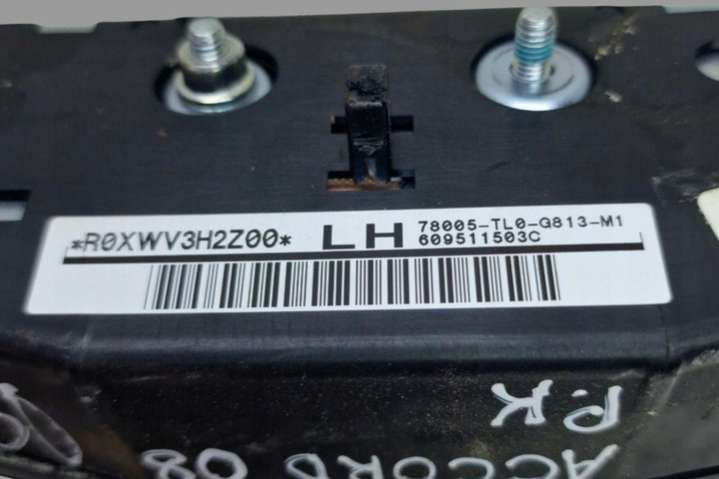 *R0XWV3H2Z00* LH 78005-TL0-G813-M1
609511503C
P.K
ACCORD 08